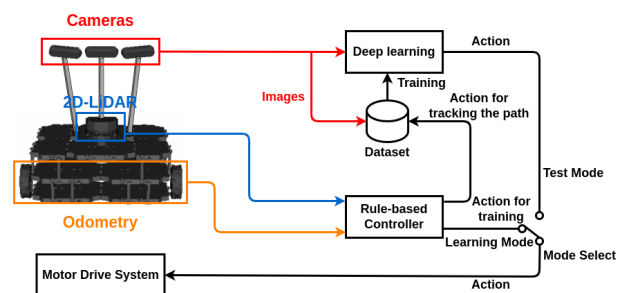 Cameras
2D-LiDAR
Odometry
Images
Deep learning
Action
Training
Action for
tracking the path
Dataset
Test Mode
Rule-based
Controller
Action for
training
Learning Mode
Mode Select
Motor Drive System
Action